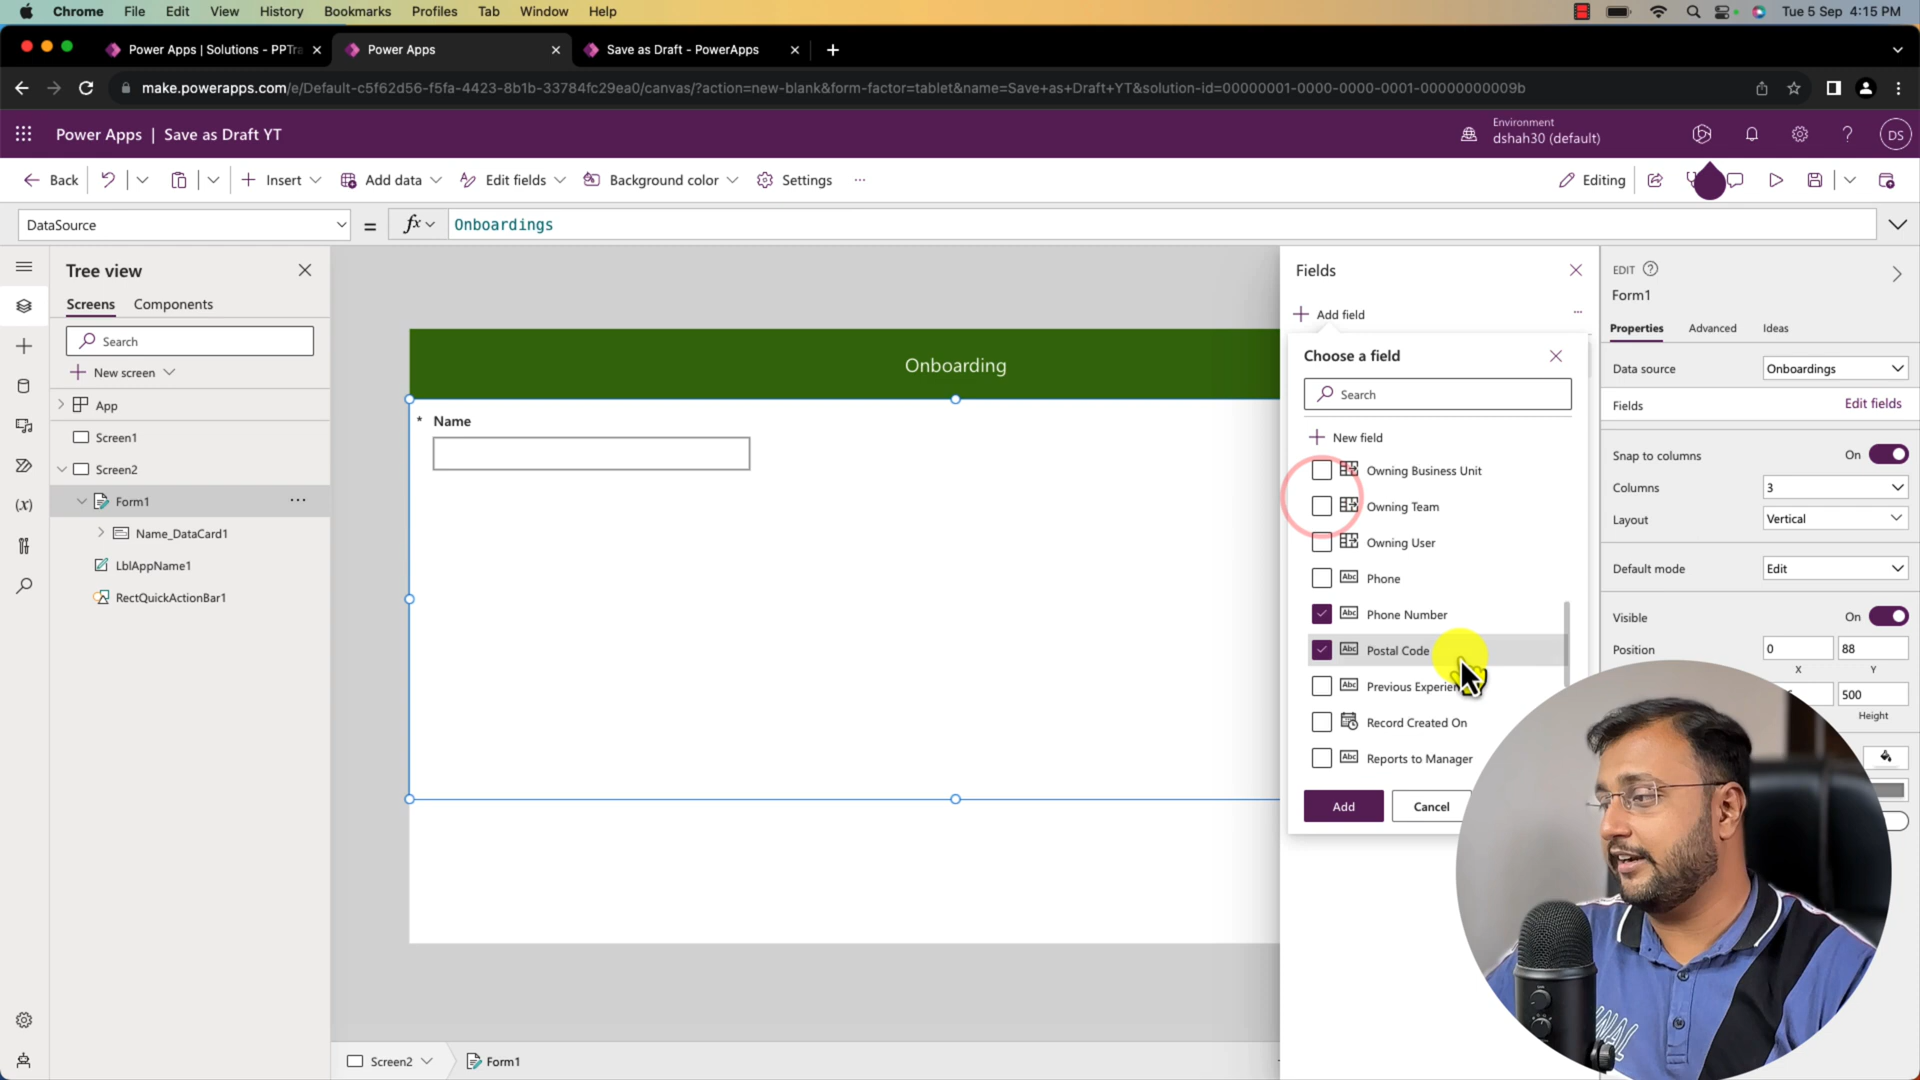 Chrome File Edit View History Bookmarks Profiles Tab Window Help Tue 5 Sep 4:15 PM
Power Apps | Solutions - PPTra Power Apps Save as Draft - PowerApps
make.powerapps.com/e/Default-c5f62d56-f5fa-4423-8b1b-33784fc29ea0/canvas/?action=new-blank&form-factor=tablet&name=Save+as+Draft+YT&solution-id=00000001-0000-0000-0001-00000000009b
Power Apps | Save as Draft YT
Environment
dshah30 (default)
DS
Back Insert Add data Edit fields Background color Settings ··· Editing
DataSource = fx Onboardings
Tree view
Screens Components
Search
New screen
App
Screen1
Screen2
Form1 ···
Name_DataCard1
LblAppName1
RectQuickActionBar1
Onboarding
* Name
Fields
Add field ···
Choose a field
Search
New field
Owning Business Unit
Owning Team
Owning User
Abc Phone
Abc Phone Number
Abc Postal Code
Abc Previous Experien
Record Created On
Abc Reports to Manager
Add Cancel
EDIT
Form1
Properties Advanced Ideas
Data source Onboardings
Fields Edit fields
Snap to columns On
Columns 3
Layout Vertical
Default mode Edit
Visible On
Position 0 88
X Y
500
Height
Screen2 Form1